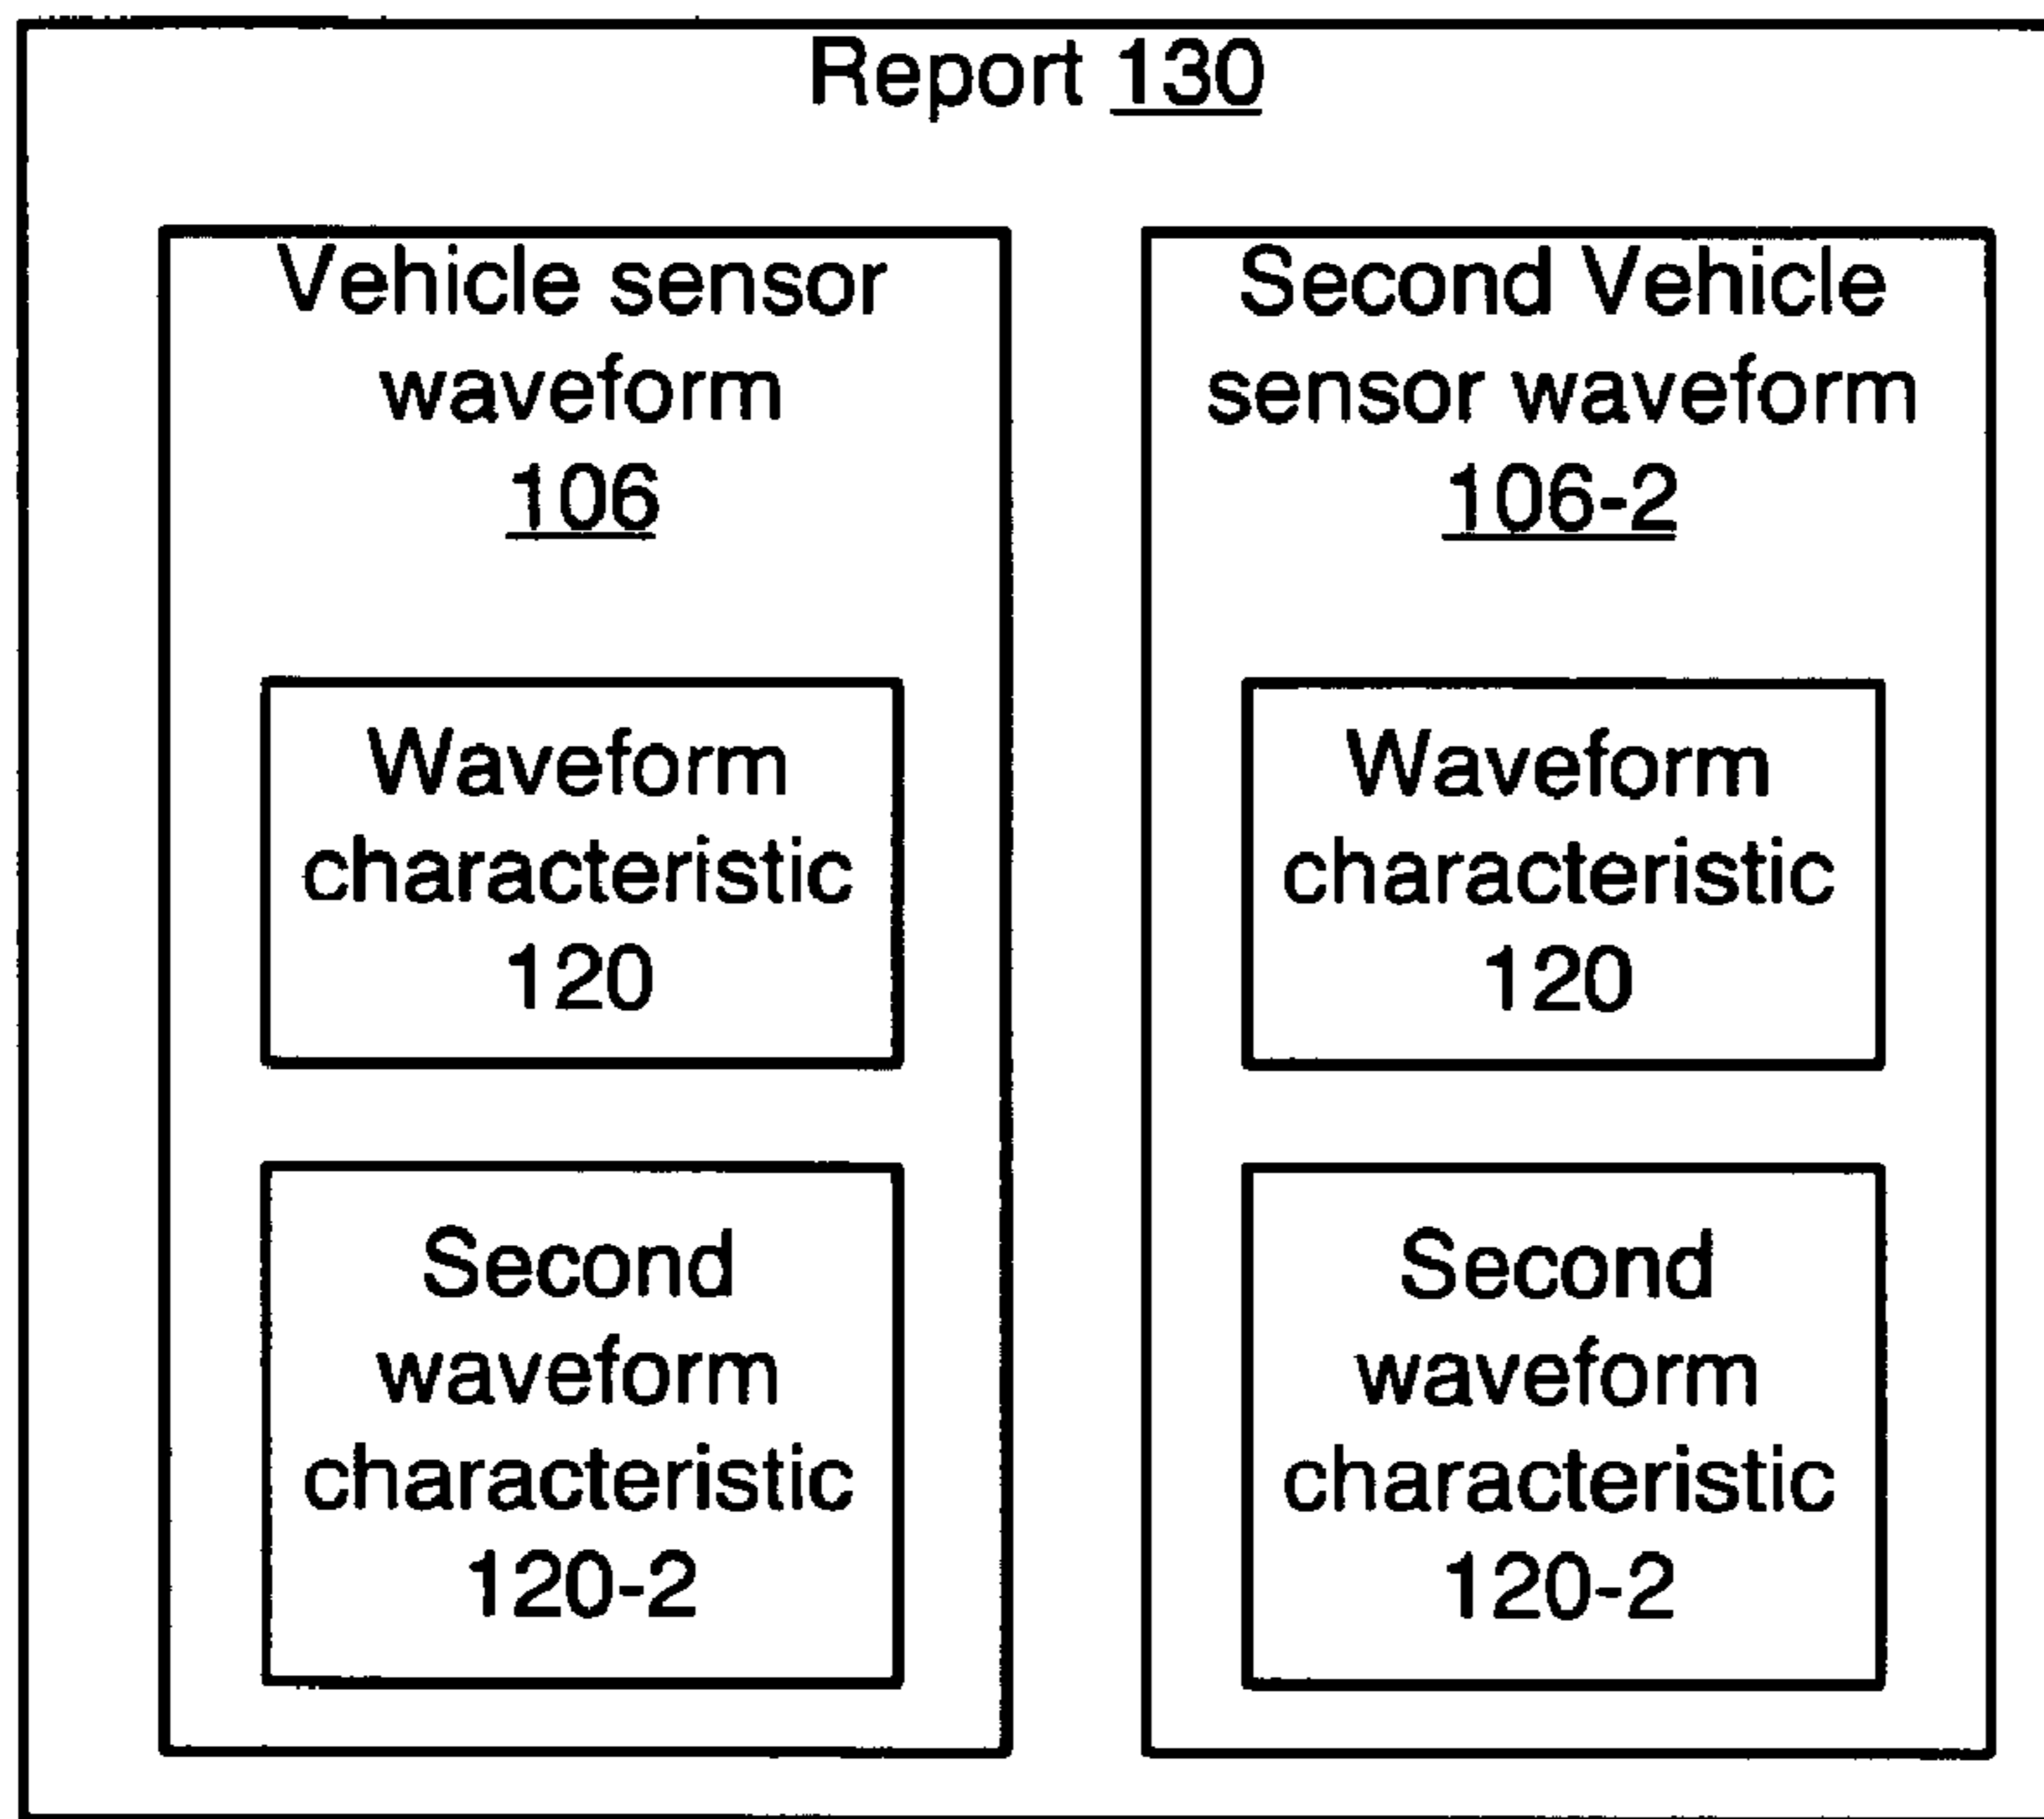 Report 130
Vehicle sensor
waveform
106
Waveform
characteristic
120
Second
waveform
characteristic
120-2
Second Vehicle
sensor waveform
106-2
Waveform
characteristic
120
Second
waveform
characteristic
120-2